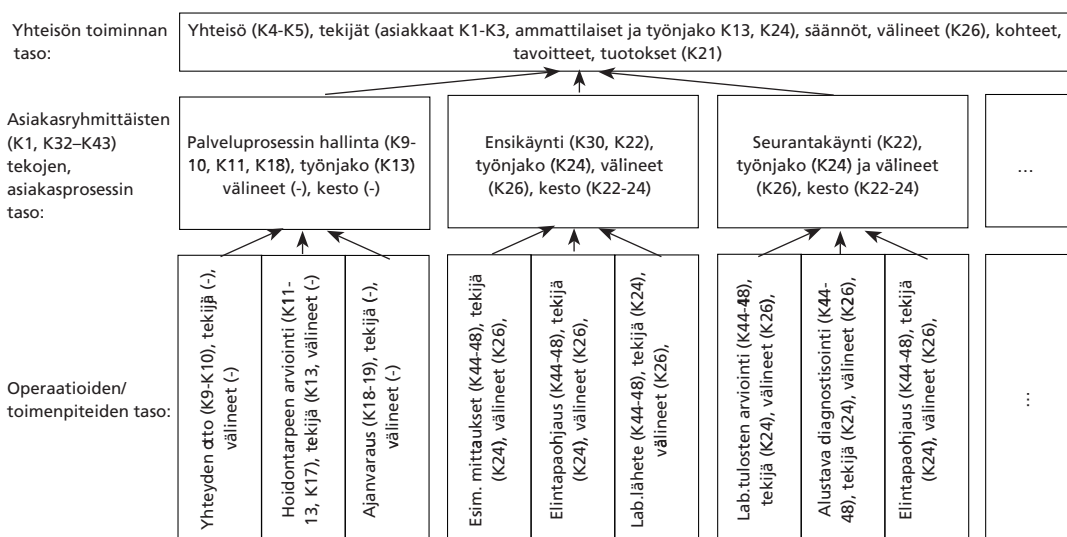 Yhteisön toiminnan
taso:
Yhteisö (K4-K5), tekijät (asiakkaat K1-K3, ammattilaiset ja työnjako K13, K24), säännöt, välineet (K26), kohteet,
tavoitteet, tuotokset (K21)
Asiakasryhmittäisten
(K1, K32–K43)
tekojen,
asiakasprosessin
taso:
Palveluprosessin hallinta (K9-
10, K11, K18), työnjako (K13)
välineet (-), kesto (-)
Ensikäynti (K30, K22),
työnjako (K24), välineet
(K26), kesto (K22-24)
Seurantakäynti (K22),
työnjako (K24) ja välineet
(K26), kesto (K22-24)
...
Operaatioiden/
toimenpiteiden taso:
Yhteyden otto (K9-K10), tekijä (-),
välineet (-)
Hoidontarpeen arviointi (K11-
13, K17), tekijä (K13, välineet (-)
Ajanvaraus (K18-19), tekijä (-),
välineet (-)
Esim. mittaukset (K44-48), tekijä
(K24), välineet (K26),
Elintapaohjaus (K44-48), tekijä
(K24), välineet (K26),
Lab.lähete (K44-48), tekijä (K24),
välineet (K26),
Lab.tulosten arviointi (K44-48),
tekijä (K24), välineet (K26),
Alustava diagnostisointi (K44-
48), tekijä (K24), välineet (K26),
Elintapaohjaus (K44-48), tekijä
(K24), välineet (K26),
...